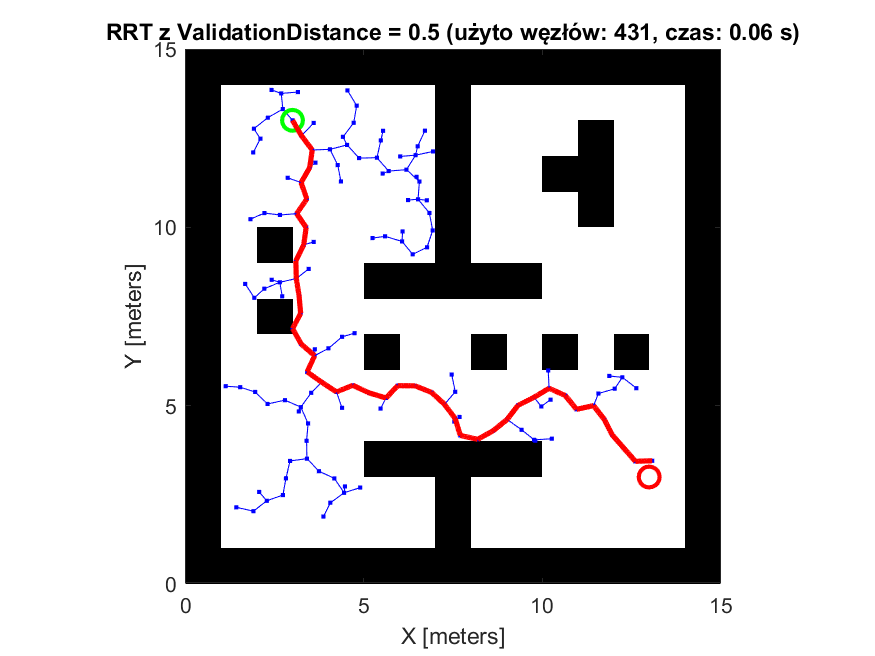 RRT z ValidationDistance = 0.5 (użyto węzłów: 431, czas: 0.06 s)
15
10
Y [meters]
5
0
0 5 10 15
X [meters]